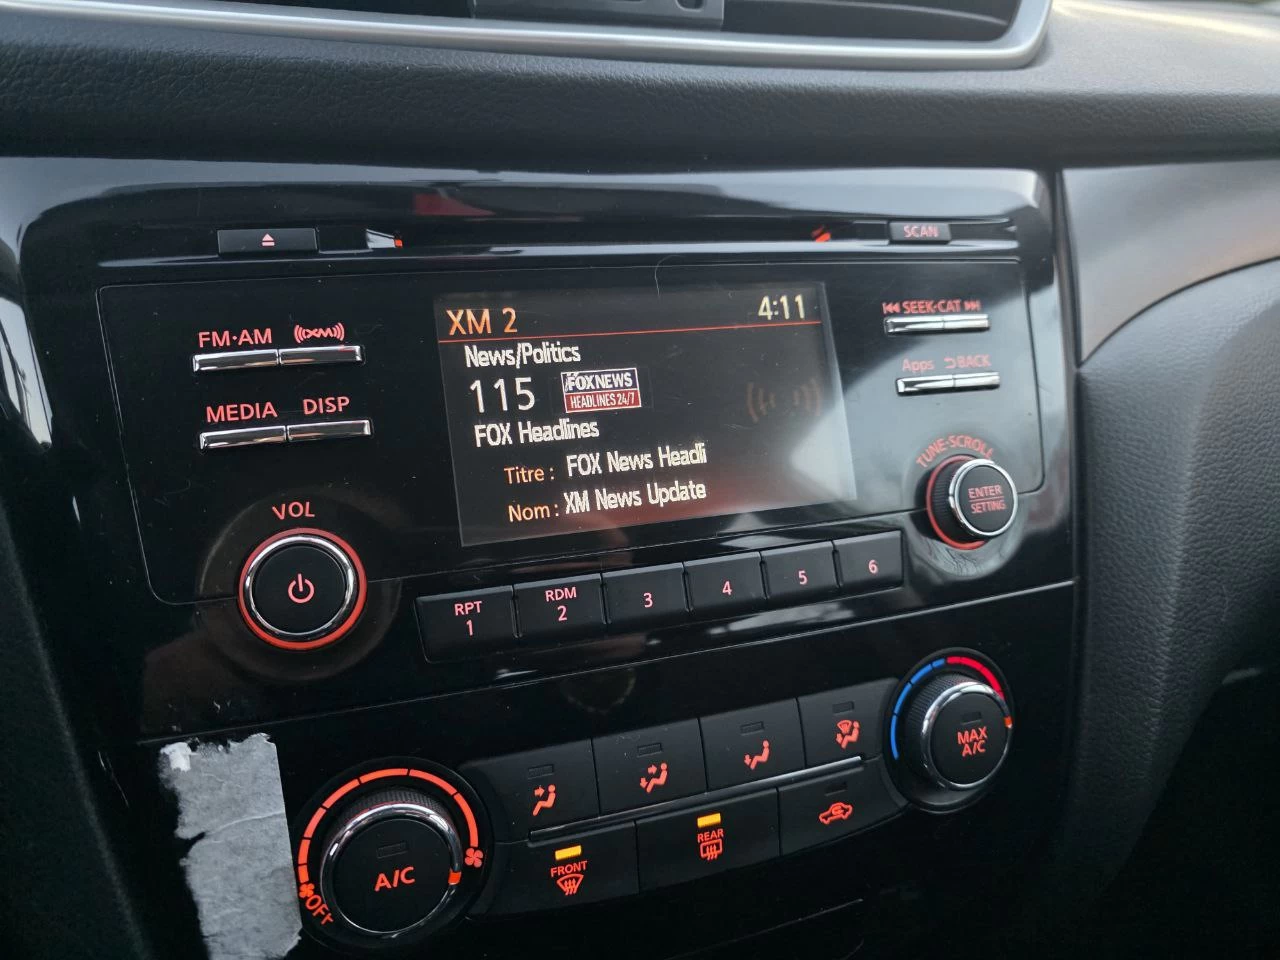 SCAN
FM·AM ((XM))
SEEK·CAT
XM 2 4:11
News/Politics
115 FOX NEWS
HEADLINES 24/7
FOX Headlines
Titre : FOX News Headli
Nom : XM News Update
MEDIA DISP
Apps BACK
TUNE·SCROLL
ENTER
SETTING
VOL
RPT
1
RDM
2
3
4
5
6
MAX
A/C
A/C
OFF
FRONT
REAR